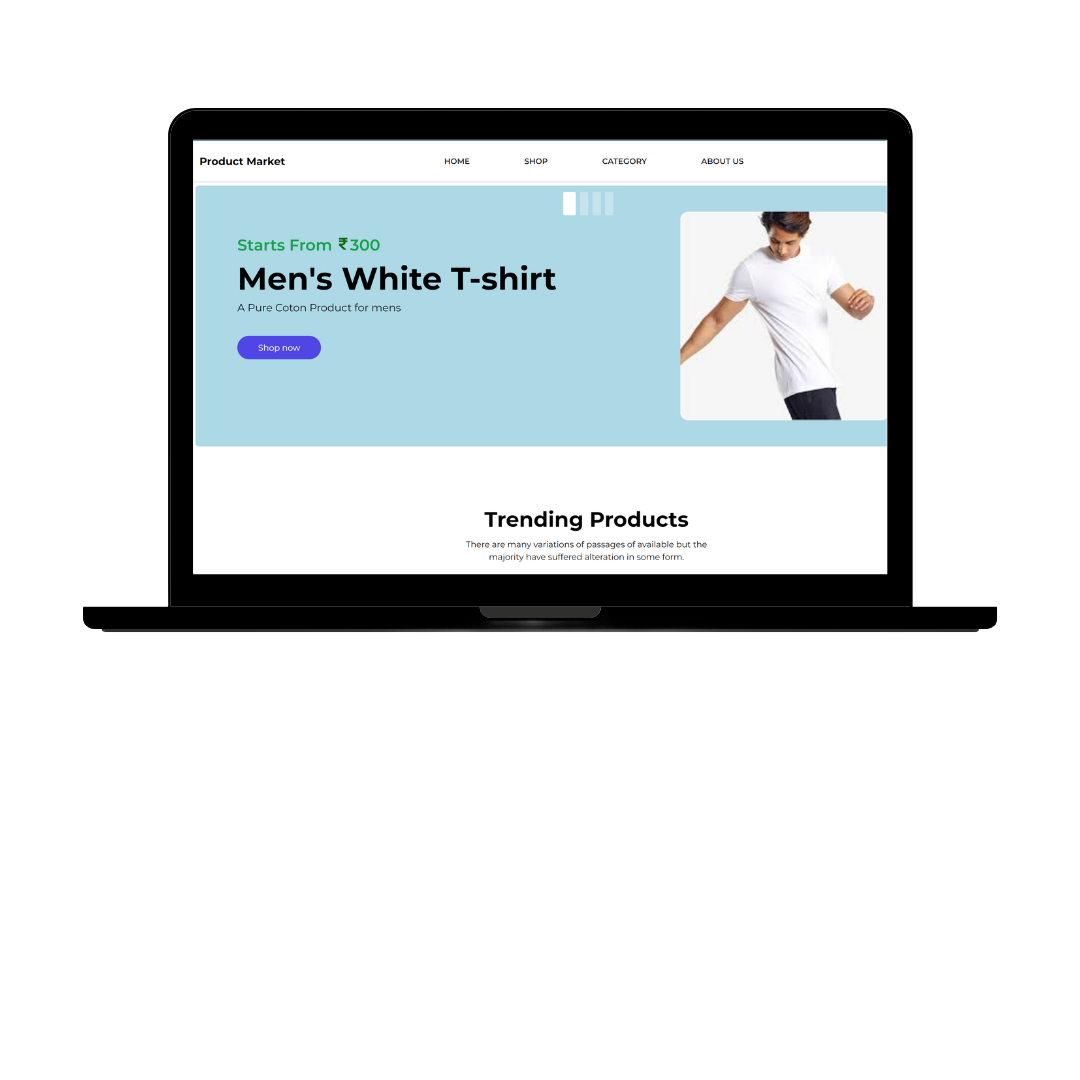 Product Market
HOME
SHOP
CATEGORY
ABOUT US
Starts From ₹300
Men's White T-shirt
A Pure Coton Product for mens
Shop now
Trending Products
There are many variations of passages of available but the
majority have suffered alteration in some form.